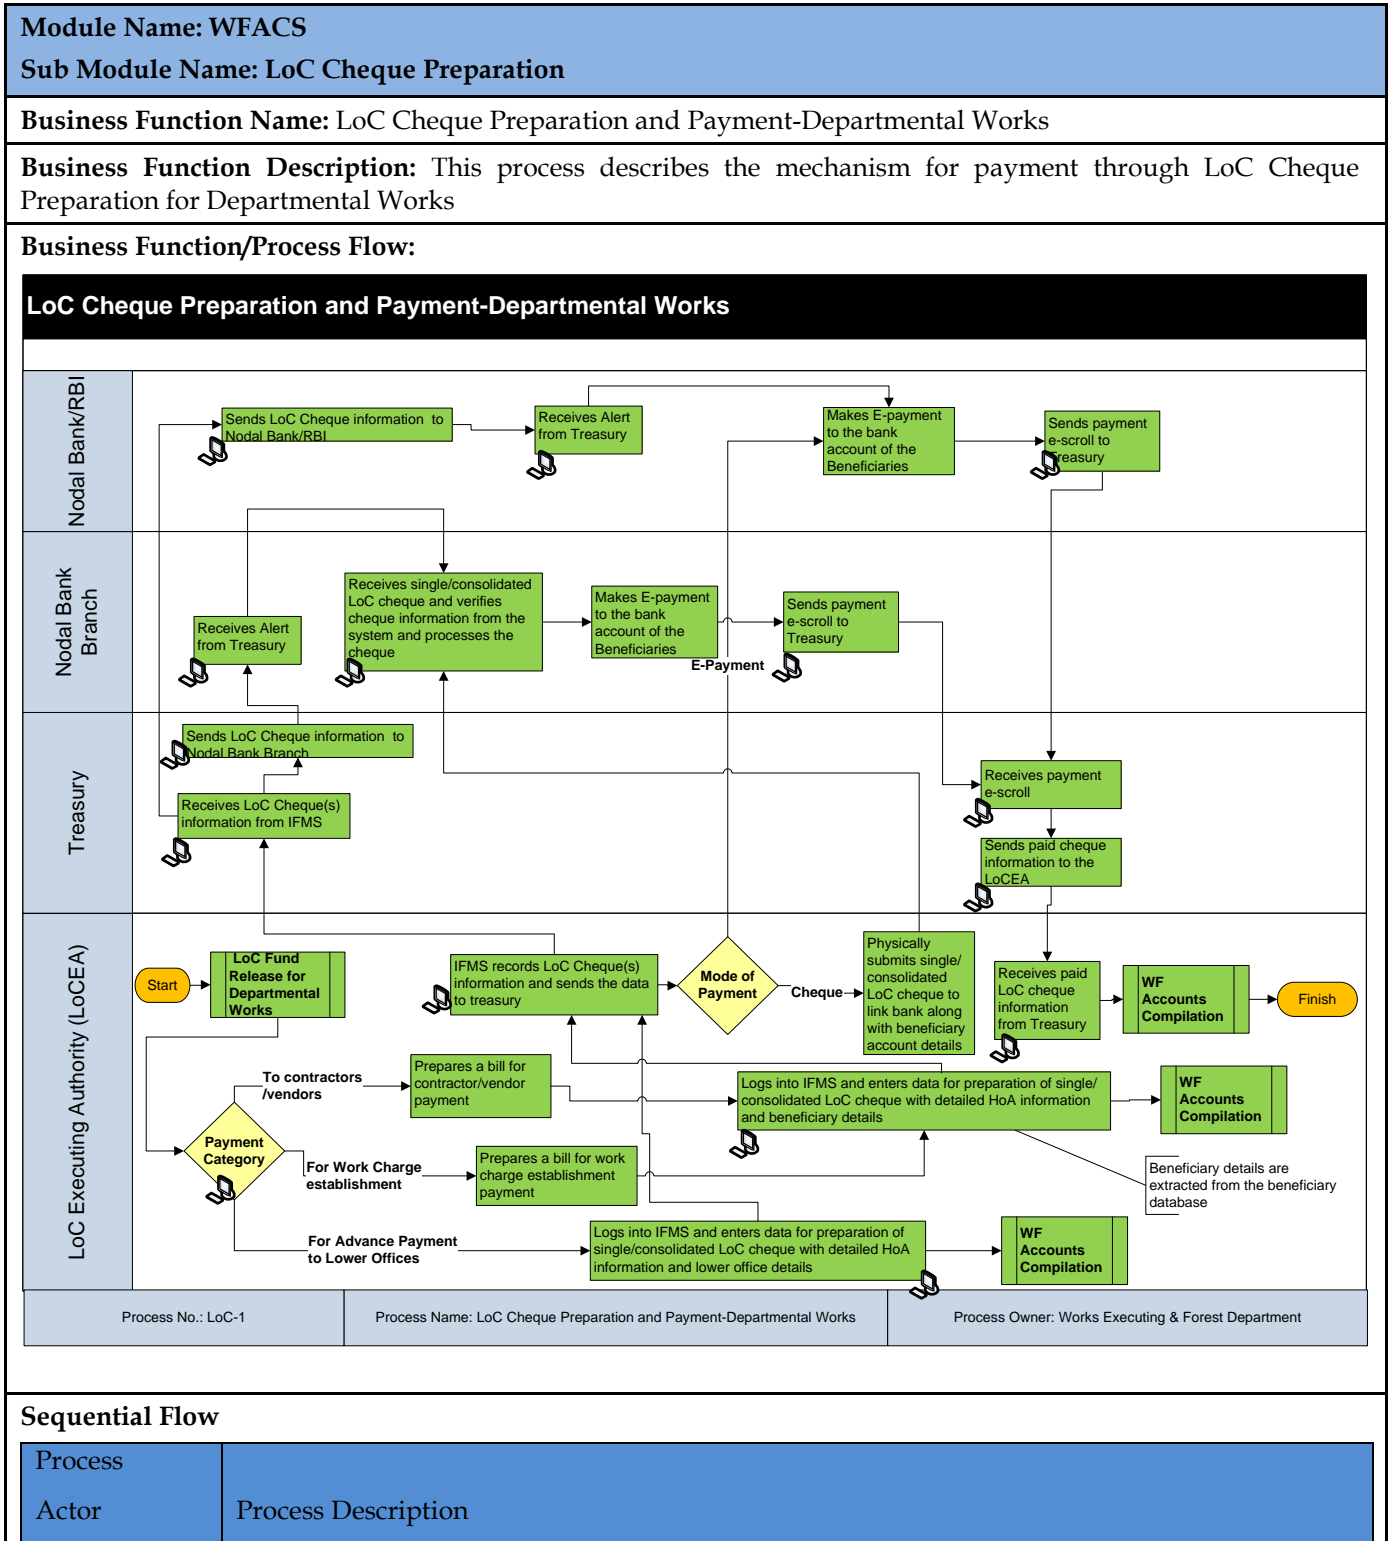 Module Name: WFACS
Sub Module Name: LoC Cheque Preparation
Business Function Name: LoC Cheque Preparation and Payment-Departmental Works
Business Function Description: This process describes the mechanism for payment through LoC Cheque
Preparation for Departmental Works
Business Function/Process Flow:
LoC Cheque Preparation and Payment-Departmental Works
Nodal Bank/RBI
Sends LoC Cheque information to
Nodal Bank/RBI
Receives Alert
from Treasury
Makes E-payment
to the bank
account of the
Beneficiaries
Sends payment
e-scroll to
Treasury
Nodal Bank
Branch
Receives Alert
from Treasury
Receives single/consolidated
LoC cheque and verifies
cheque information from the
system and processes the
cheque
Makes E-payment
to the bank
account of the
Beneficiaries
Sends payment
e-scroll to
Treasury
E-Payment
Treasury
Sends LoC Cheque information to
Nodal Bank Branch
Receives LoC Cheque(s)
information from IFMS
Receives payment
e-scroll
Sends paid cheque
information to the
LoCEA
LoC Executing Authority (LoCEA)
Start
LoC Fund
Release for
Departmental
Works
IFMS records LoC Cheque(s)
information and sends the data
to treasury
Mode of
Payment
Cheque
Physically
submits single/
consolidated
LoC cheque to
link bank along
with beneficiary
account details
Receives paid
LoC cheque
information
from Treasury
WF
Accounts
Compilation
Finish
Payment
Category
To contractors
/vendors
Prepares a bill for
contractor/vendor
payment
Logs into IFMS and enters data for preparation of single/
consolidated LoC cheque with detailed HoA information
and beneficiary details
WF
Accounts
Compilation
For Work Charge
establishment
Prepares a bill for work
charge establishment
payment
Beneficiary details are
extracted from the beneficiary
database
For Advance Payment
to Lower Offices
Logs into IFMS and enters data for preparation of
single/consolidated LoC cheque with detailed HoA
information and lower office details
WF
Accounts
Compilation
Process No.: LoC-1
Process Name: LoC Cheque Preparation and Payment-Departmental Works
Process Owner: Works Executing & Forest Department
Sequential Flow
Process
Actor
Process Description